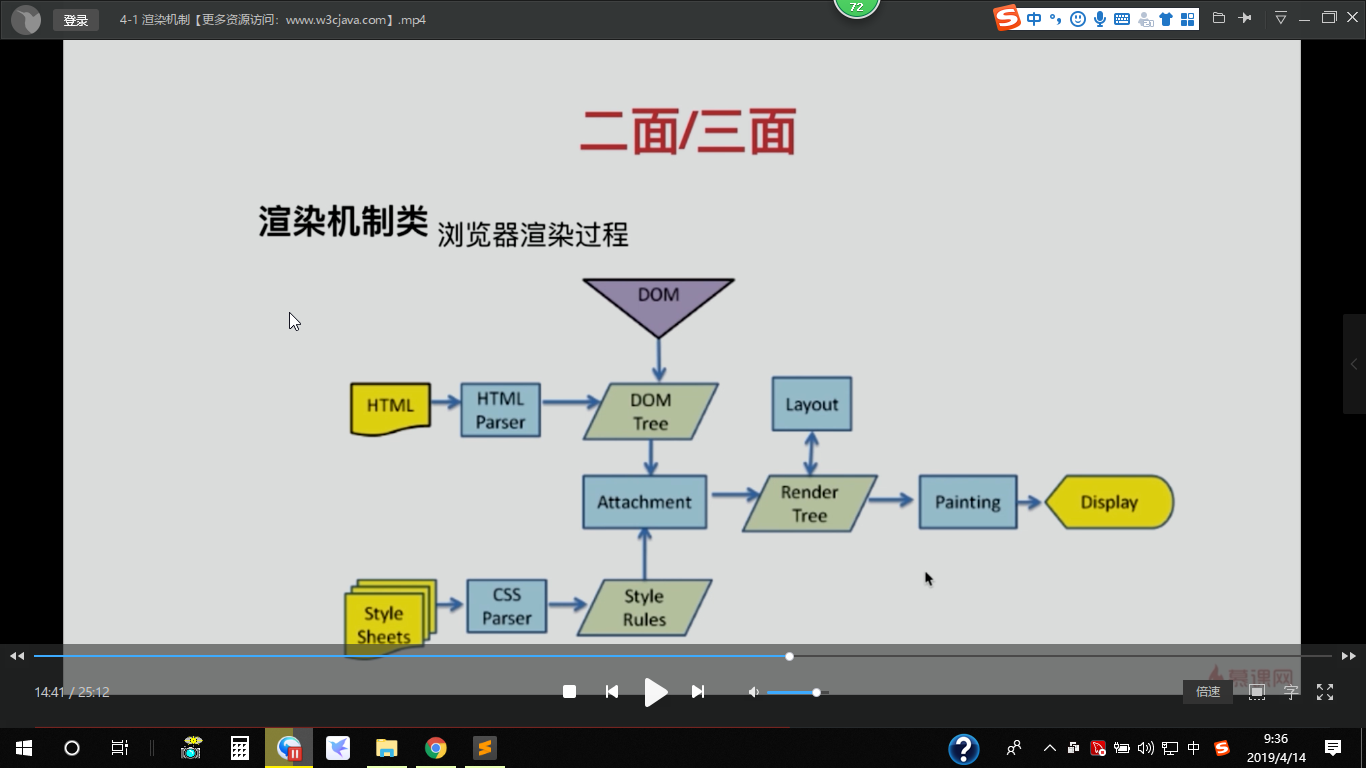 登录
4-1 渲染机制【更多资源访问：www.w3cjava.com】.mp4
72
中
二面/三面
渲染机制类 浏览器渲染过程
DOM
HTML
HTML
Parser
DOM
Tree
Layout
Attachment
Render
Tree
Painting
Display
Style
Sheets
CSS
Parser
Style
Rules
慕课网
14:41 / 25:12
倍速
字
中
9:36
2019/4/14